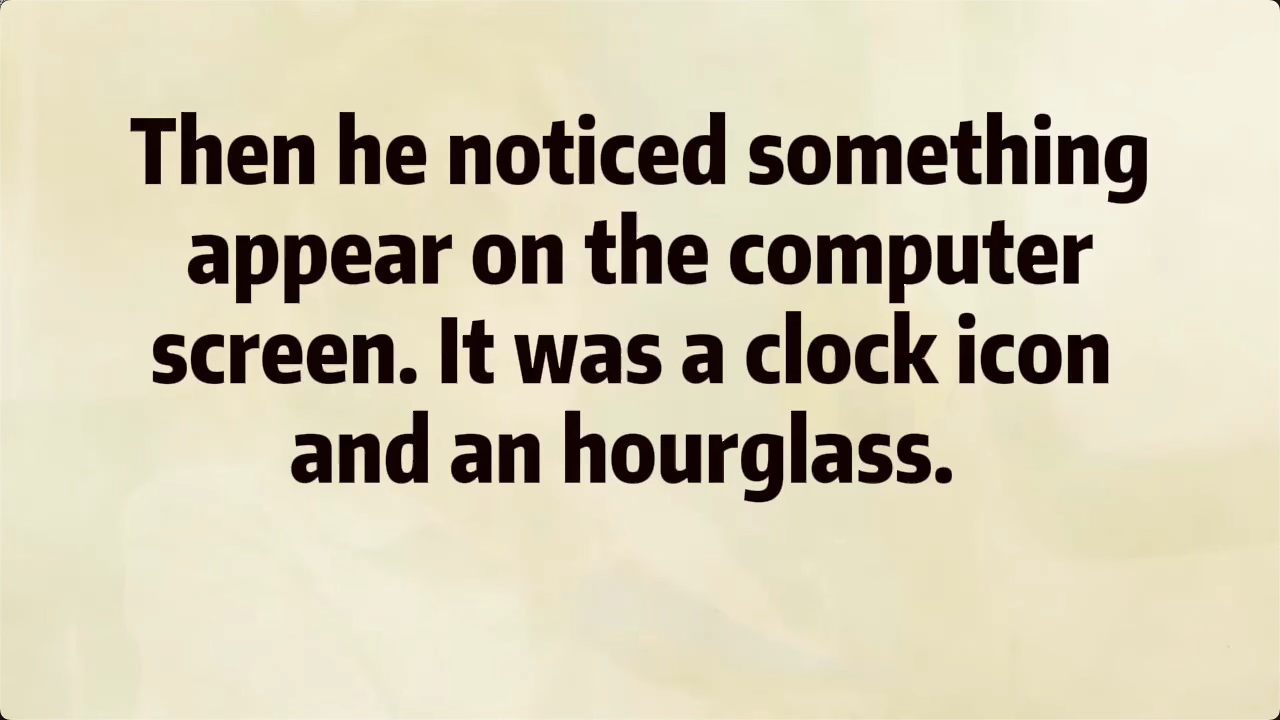 Then he noticed something
appear on the computer
screen. It was a clock icon
and an hourglass.